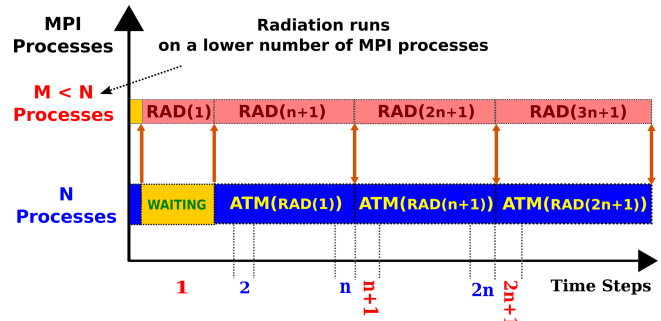 MPI
Processes
Radiation runs
on a lower number of MPI processes
M < N
Processes
RAD(1)
RAD(n+1)
RAD(2n+1)
RAD(3n+1)
N
Processes
WAITING
ATM(RAD(1))
ATM(RAD(n+1))
ATM(RAD(2n+1))
1
2
n
n+1
2n
2n+1
Time Steps